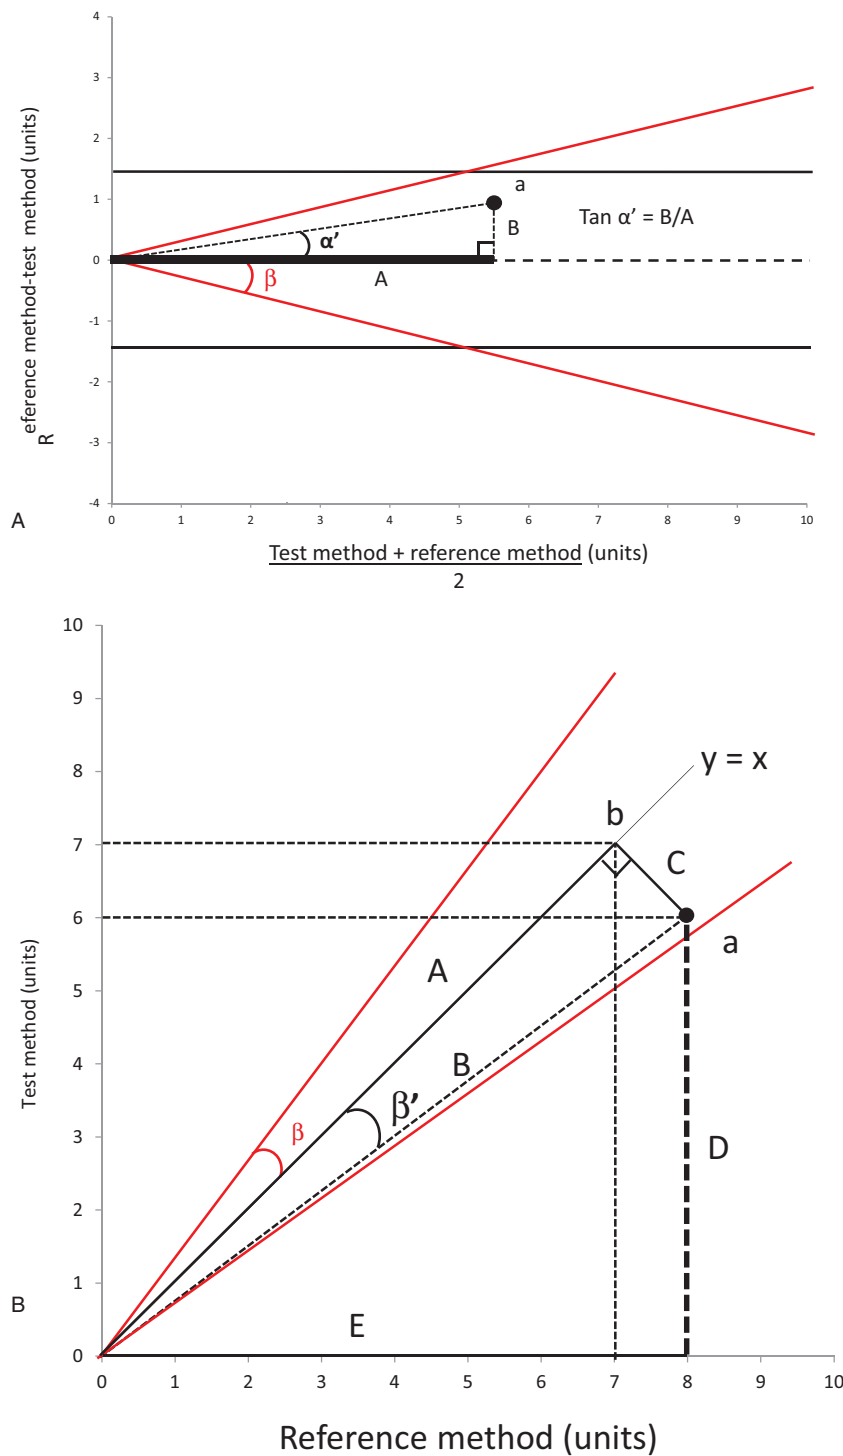 4
3
2
1
0
-1
-2
-3
-4
Reference method-test method (units)
a
B
Tan α’ = B/A
α’
β
A
A
0 1 2 3 4 5 6 7 8 9 10
Test method + reference method (units)
2
10
9
8
7
6
5
4
3
2
1
0
Test method (units)
y = x
b
C
a
A
B
β’
β
D
E
B
0 1 2 3 4 5 6 7 8 9 10
Reference method (units)